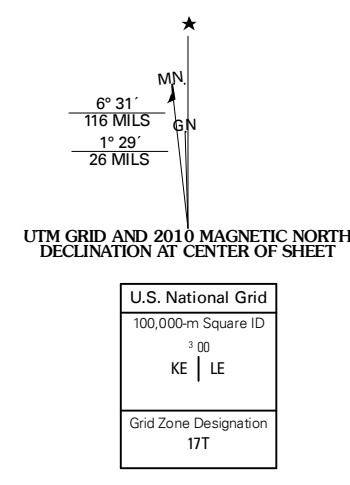 ★
MN.
6° 31´
116 MILS
GN
1° 29´
26 MILS
UTM GRID AND 2010 MAGNETIC NORTH
DECLINATION AT CENTER OF SHEET
U.S. National Grid
100,000-m Square ID
3 00
KE | LE
Grid Zone Designation
17T